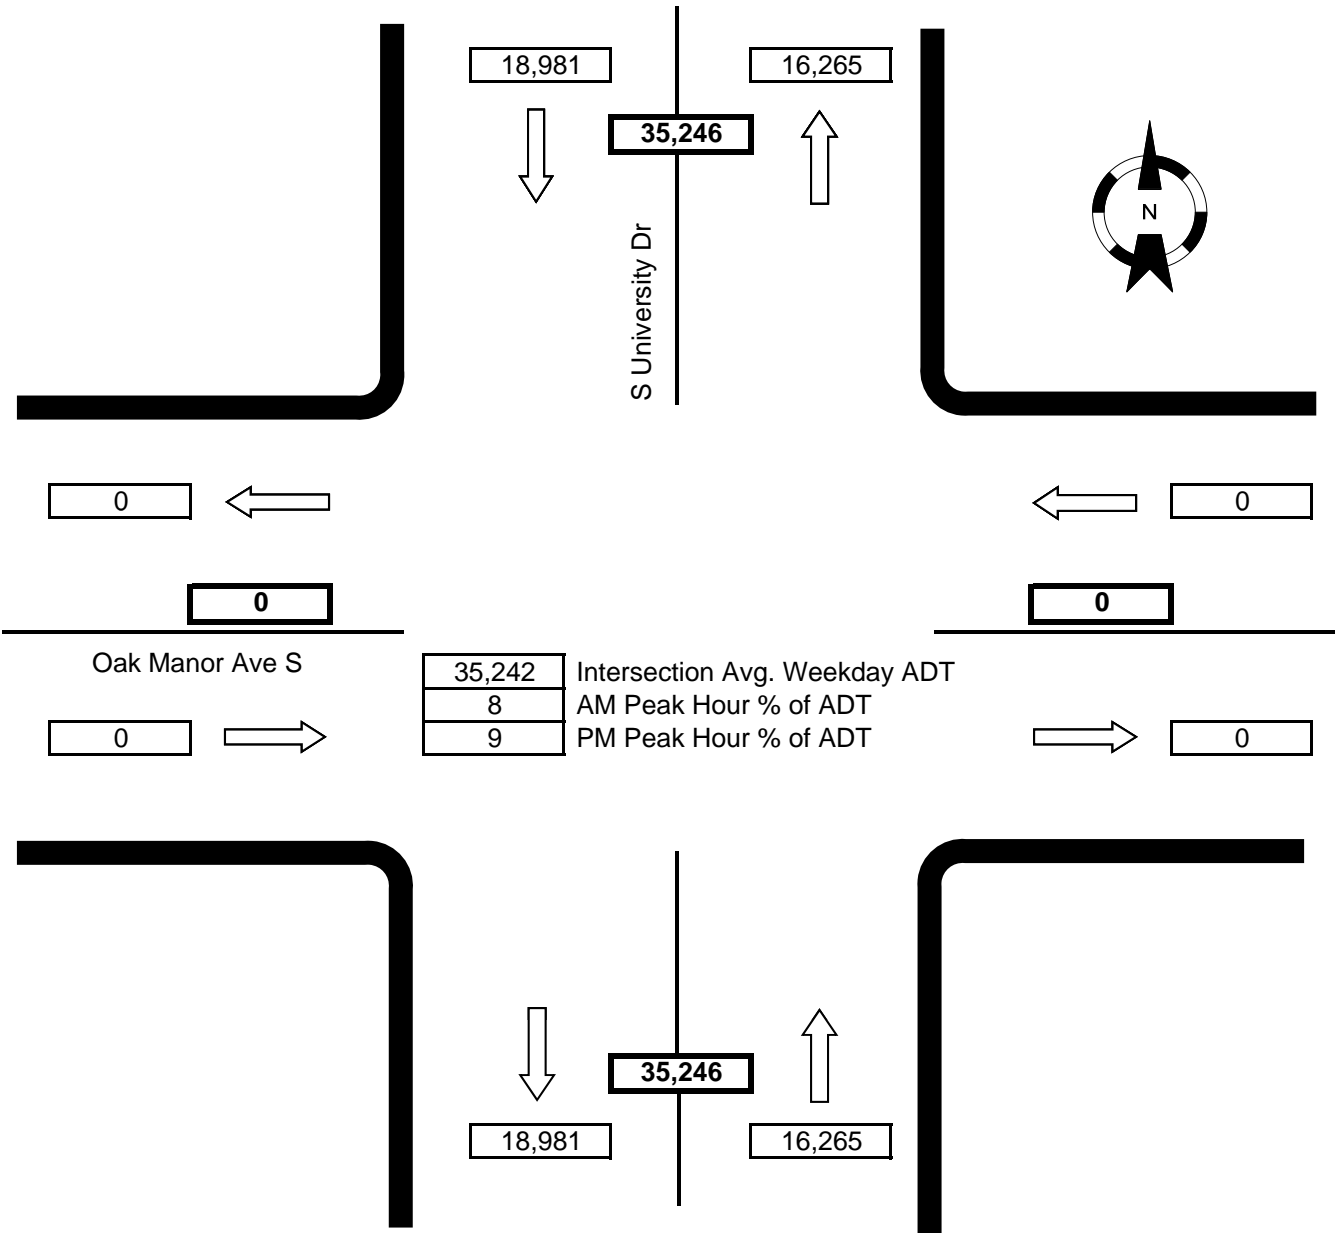 18,981
16,265
35,246
N
S University Dr
0
0
0
0
Oak Manor Ave S
35,242 Intersection Avg. Weekday ADT
8 AM Peak Hour % of ADT
9 PM Peak Hour % of ADT
0
0
35,246
18,981
16,265